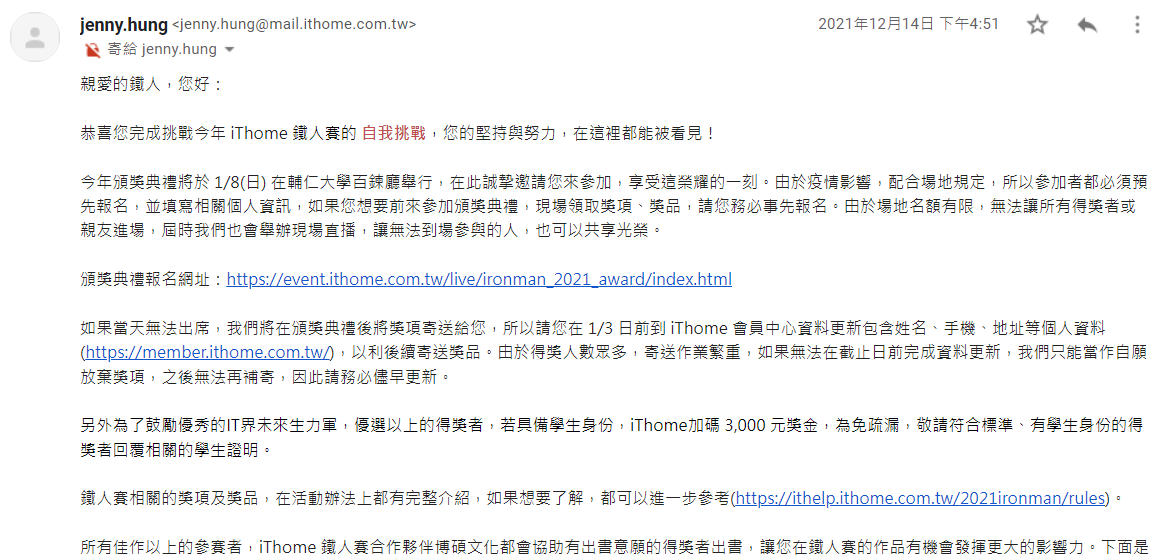 jenny.hung <jenny.hung@mail.ithome.com.tw>
2021年12月14日 下午4:51
寄給 jenny.hung
親愛的鐵人，您好：
恭喜您完成挑戰今年 iThome 鐵人賽的 自我挑戰，您的堅持與努力，在這裡都能被看見！
今年頒獎典禮將於 1/8(日) 在輔仁大學百鍊廳舉行，在此誠摯邀請您來參加，享受這榮耀的一刻。由於疫情影響，配合場地規定，所以參加者都必須預
先報名，並填寫相關個人資訊，如果您想要前來參加頒獎典禮，現場領取獎項、獎品，請您務必事先報名。由於場地名額有限，無法讓所有得獎者或
親友進場，屆時我們也會舉辦現場直播，讓無法到場參與的人，也可以共享光榮。
頒獎典禮報名網址：https://event.ithome.com.tw/live/ironman_2021_award/index.html
如果當天無法出席，我們將在頒獎典禮後將獎項寄送給您，所以請您在 1/3 日前到 iThome 會員中心資料更新包含姓名、手機、地址等個人資料
(https://member.ithome.com.tw/)，以利後續寄送獎品。由於得獎人數眾多，寄送作業繁重，如果無法在截止日前完成資料更新，我們只能當作自願
放棄獎項，之後無法再補寄，因此請務必儘早更新。
另外為了鼓勵優秀的IT界未來生力軍，優選以上的得獎者，若具備學生身份，iThome加碼 3,000 元獎金，為免疏漏，敬請符合標準、有學生身份的得
獎者回覆相關的學生證明。
鐵人賽相關的獎項及獎品，在活動辦法上都有完整介紹，如果想要了解，都可以進一步參考(https://ithelp.ithome.com.tw/2021ironman/rules)。
所有佳作以上的參賽者，iThome 鐵人賽合作夥伴博碩文化都會協助有出書意願的得獎者出書，讓您在鐵人賽的作品有機會發揮更大的影響力。下面是